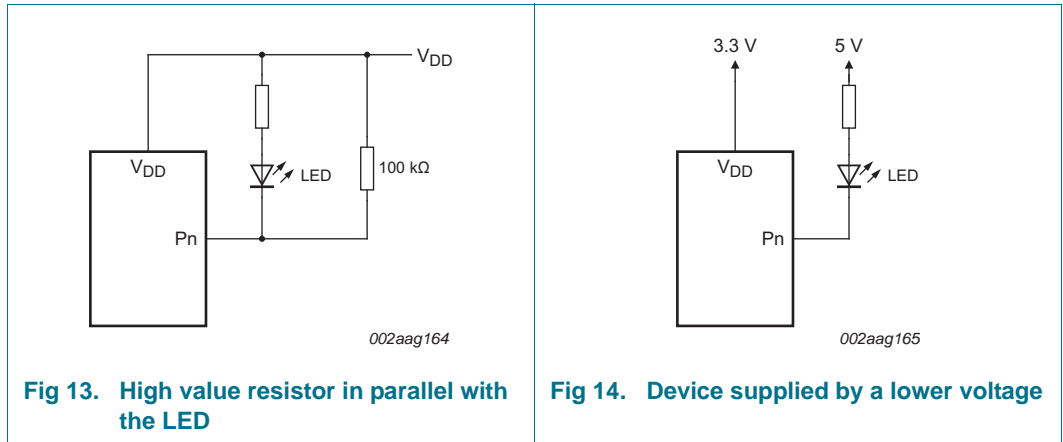 VDD
LED
100 kΩ
VDD
Pn
002aag164
Fig 13. High value resistor in parallel with
the LED
3.3 V
5 V
VDD
LED
Pn
002aag165
Fig 14. Device supplied by a lower voltage